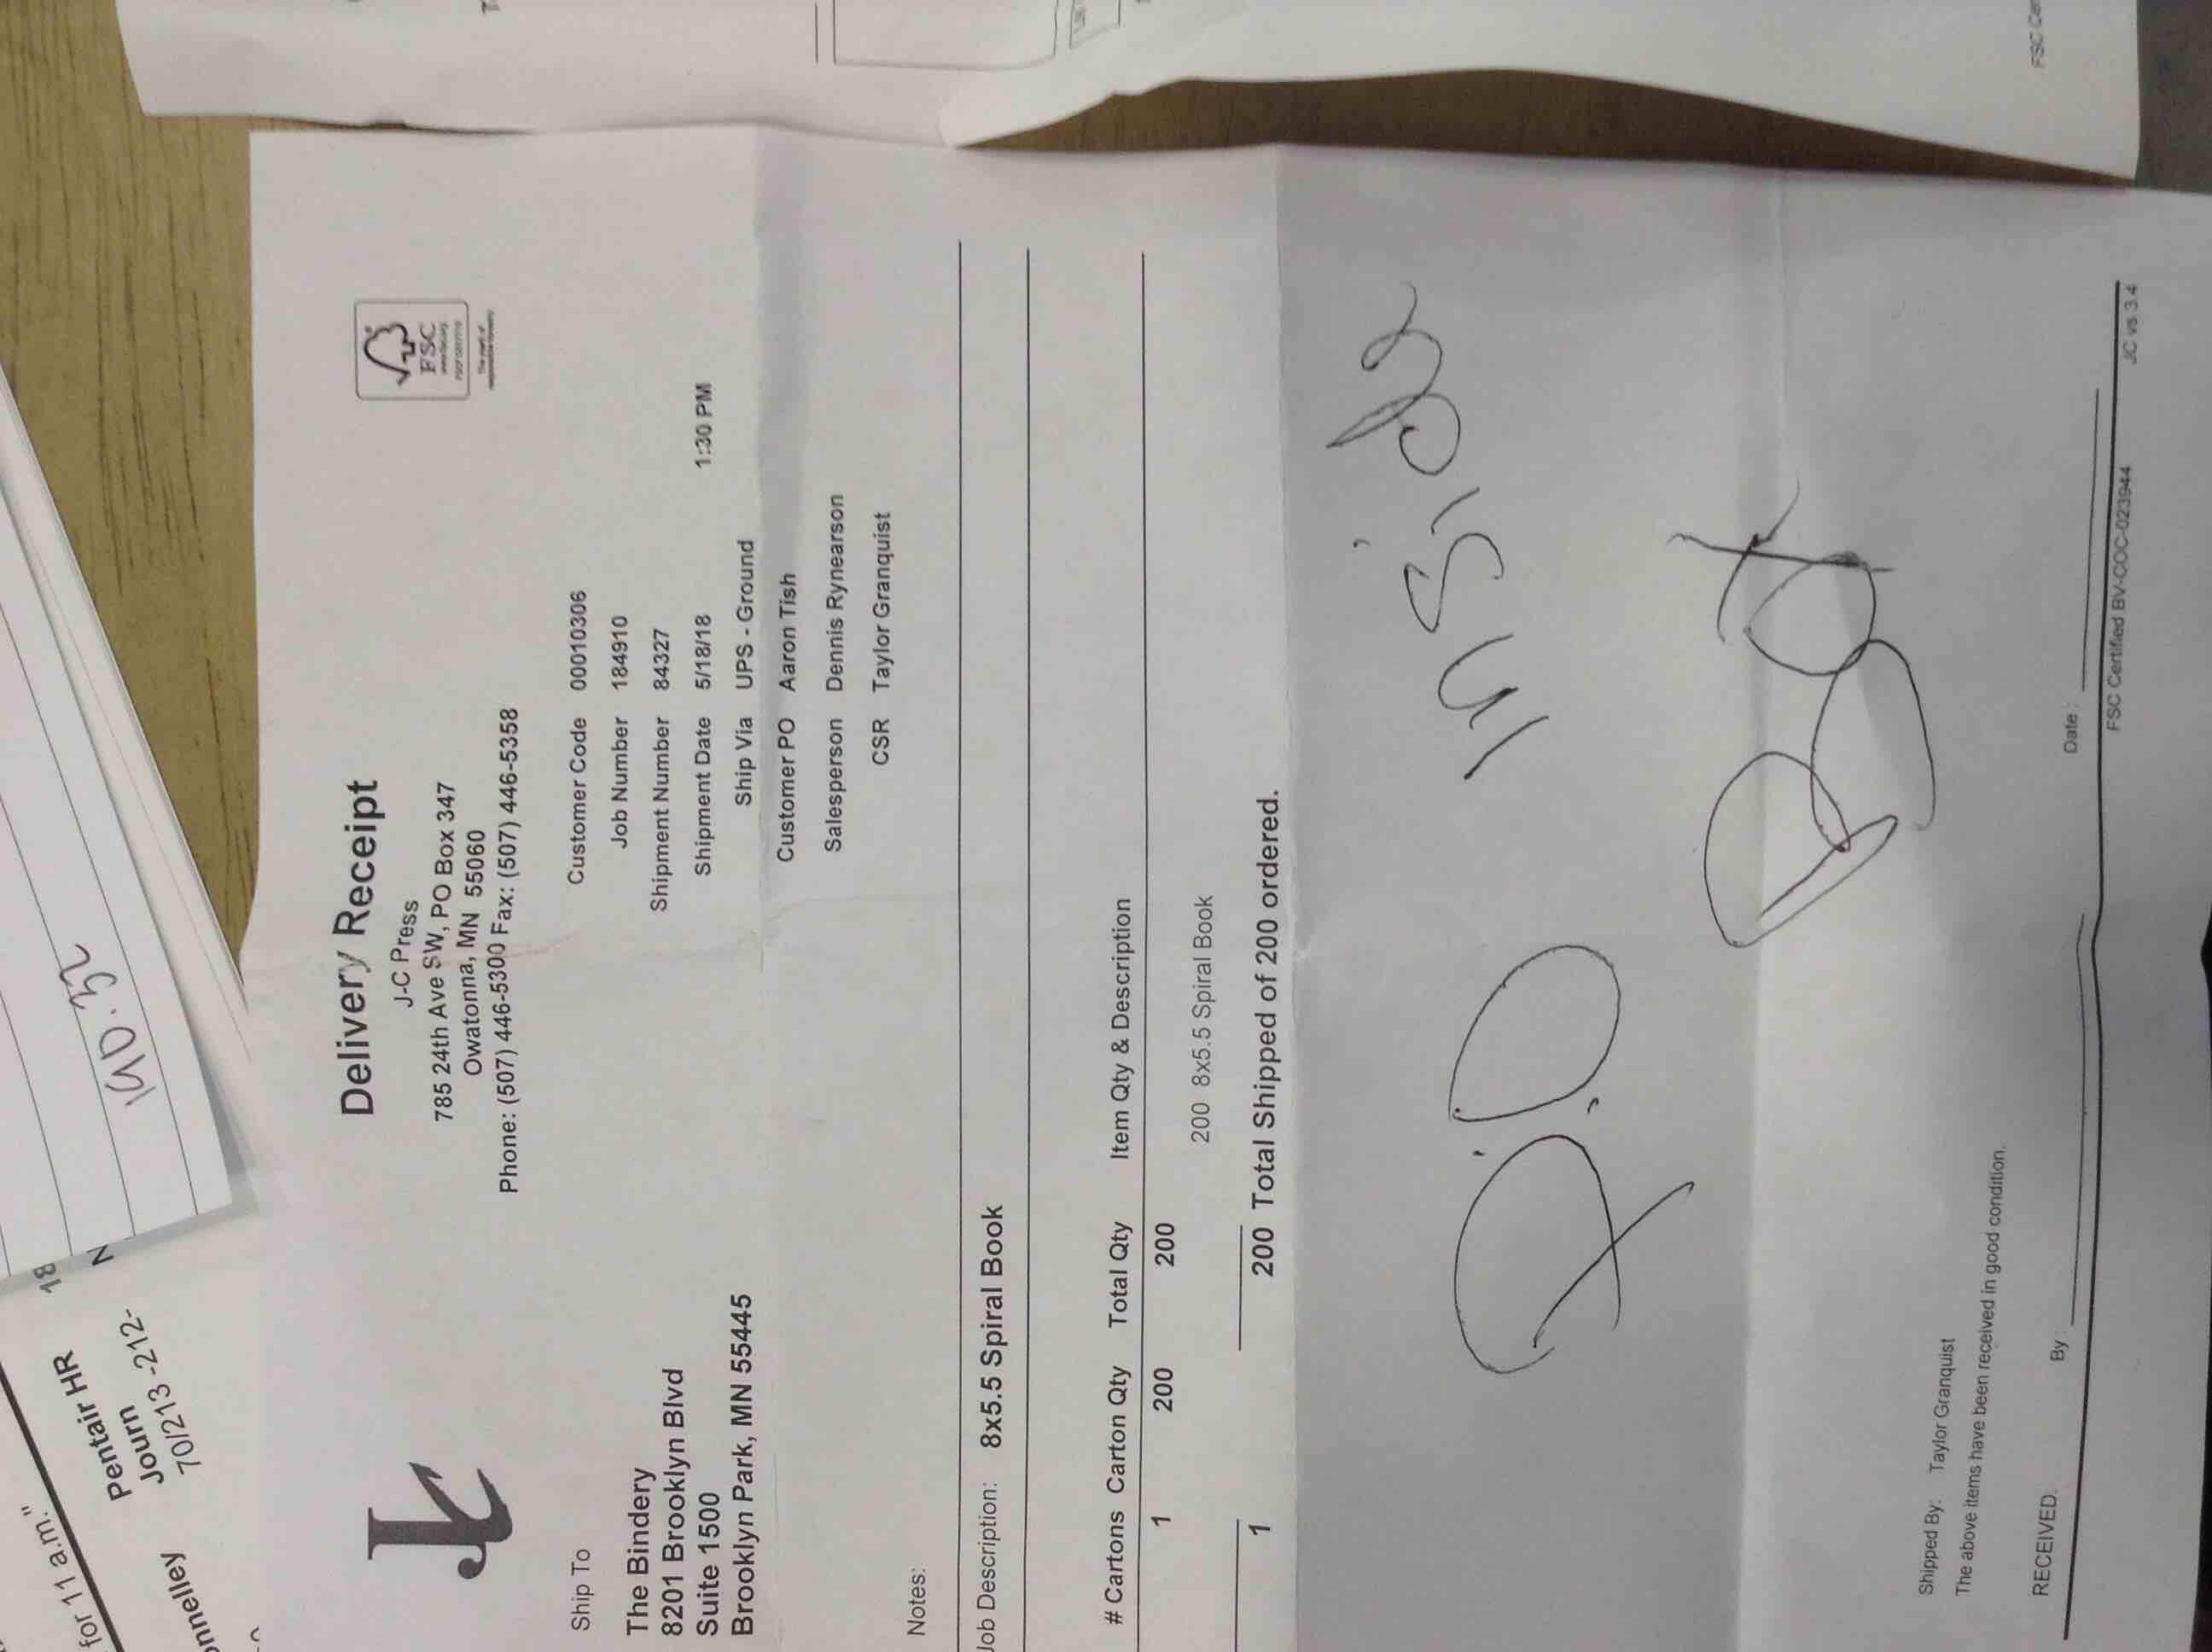 for 11 a.m."
Pentair HR
Journ
70/213-212-
18
N
nnelley
Delivery Receipt
J-C Press
785 24th Ave SW, PO Box 347
Owatonna, MN 55060
Phone: (507) 446-5300 Fax: (507) 446-5358
FSC
Ship To
The Bindery
8201 Brooklyn Blvd
Suite 1500
Brooklyn Park, MN 55445
Customer Code 00010306
Job Number 184910
Shipment Number 84327
Shipment Date 5/18/18 1:30 PM
Ship Via UPS - Ground
Customer PO Aaron Tish
Salesperson Dennis Rynearson
CSR Taylor Granquist
Notes:
Job Description: 8x5.5 Spiral Book
# Cartons Carton Qty Total Qty Item Qty & Description
1 200 200
200 8x5.5 Spiral Book
1 200 Total Shipped of 200 ordered.
P.O inside
Box
Shipped By: Taylor Granquist
The above items have been received in good condition.
RECEIVED. By: Date:
FSC Certified BV-COC-023944 JC vs 3.4
FSC Cer